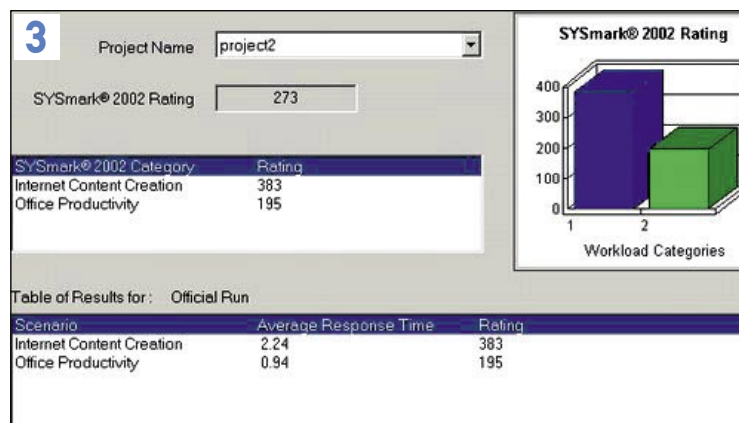 3
Project Name project2
SYSmark® 2002 Rating 273
SYSmark® 2002 Category Rating
Internet Content Creation 383
Office Productivity 195
SYSmark® 2002 Rating
400
300
200
100
0
1 2
Workload Categories
Table of Results for : Official Run
Scenario Average Response Time Rating
Internet Content Creation 2.24 383
Office Productivity 0.94 195